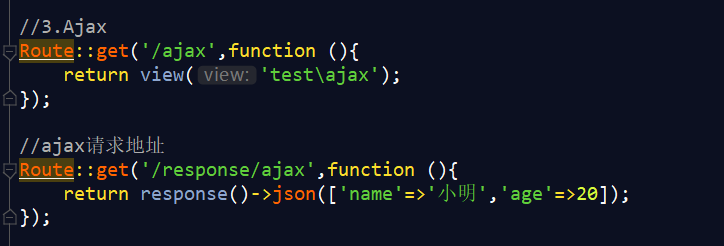 //3.Ajax
Route::get('/ajax',function (){
    return view( view: 'test\ajax');
});
//ajax请求地址
Route::get('/response/ajax',function (){
    return response()->json(['name'=>'小明','age'=>20]);
});